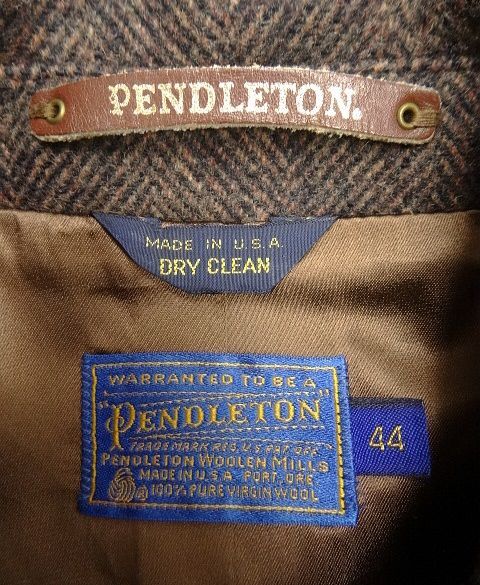 PENDLETON.
MADE IN U.S.A.
DRY CLEAN
WARRANTED TO BE A
"PENDLETON"
TRADE MARK REG. U.S. PAT. OFF.
PENDLETON WOOLEN MILLS
MADE IN U.S.A. PORT. ORE
100% PURE VIRGIN WOOL
44